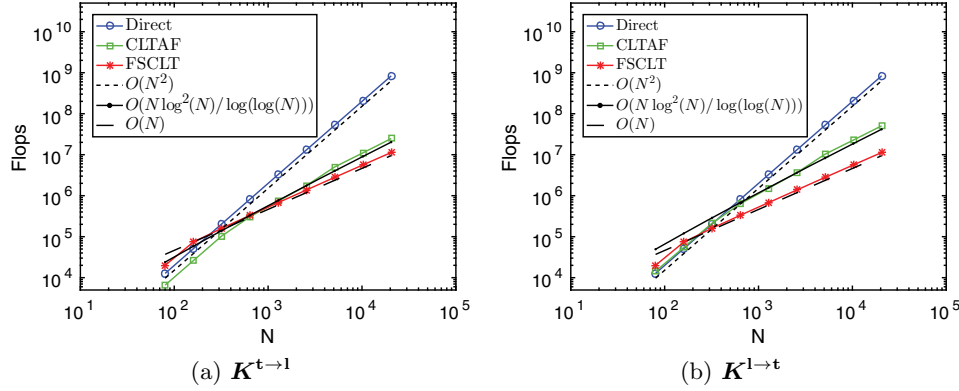 10^10
10^9
10^8
10^7
10^6
10^5
10^4
Flops
Direct
CLTAF
FSCLT
O(N^2)
O(N log^2(N)/ log(log(N)))
O(N)
10^1
10^2
10^3
10^4
10^5
N
(a) K^{t→l}
10^10
10^9
10^8
10^7
10^6
10^5
10^4
Flops
Direct
CLTAF
FSCLT
O(N^2)
O(N log^2(N)/ log(log(N)))
O(N)
10^1
10^2
10^3
10^4
10^5
N
(b) K^{l→t}